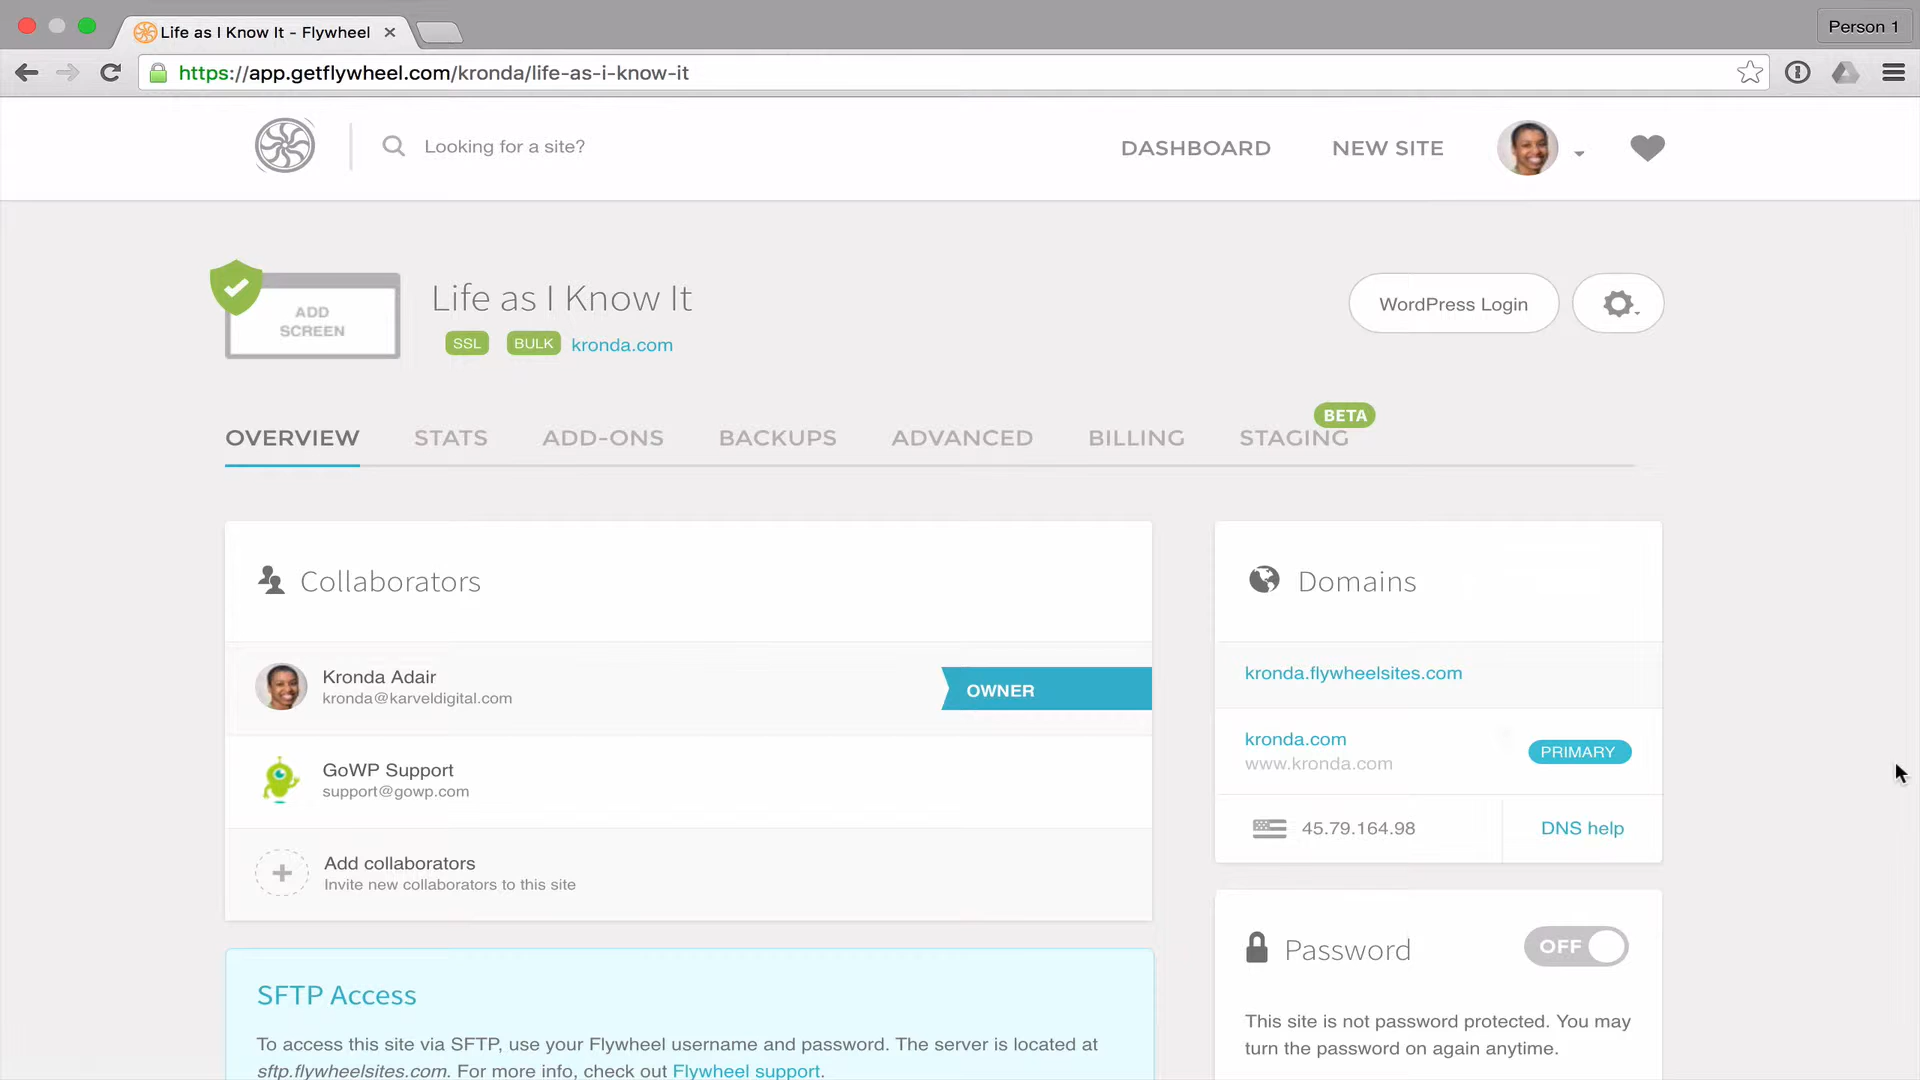 Life as I Know It - Flywheel
Person 1
https://app.getflywheel.com/kronda/life-as-i-know-it
Looking for a site?
DASHBOARD
NEW SITE
ADD
SCREEN
Life as I Know It
SSL
BULK
kronda.com
WordPress Login
OVERVIEW
STATS
ADD-ONS
BACKUPS
ADVANCED
BILLING
STAGING
BETA
Collaborators
Kronda Adair
kronda@karveldigital.com
OWNER
GoWP Support
support@gowp.com
Add collaborators
Invite new collaborators to this site
SFTP Access
To access this site via SFTP, use your Flywheel username and password. The server is located at
sftp.flywheelsites.com. For more info, check out Flywheel support.
Domains
kronda.flywheelsites.com
kronda.com
www.kronda.com
PRIMARY
45.79.164.98
DNS help
Password
OFF
This site is not password protected. You may
turn the password on again anytime.